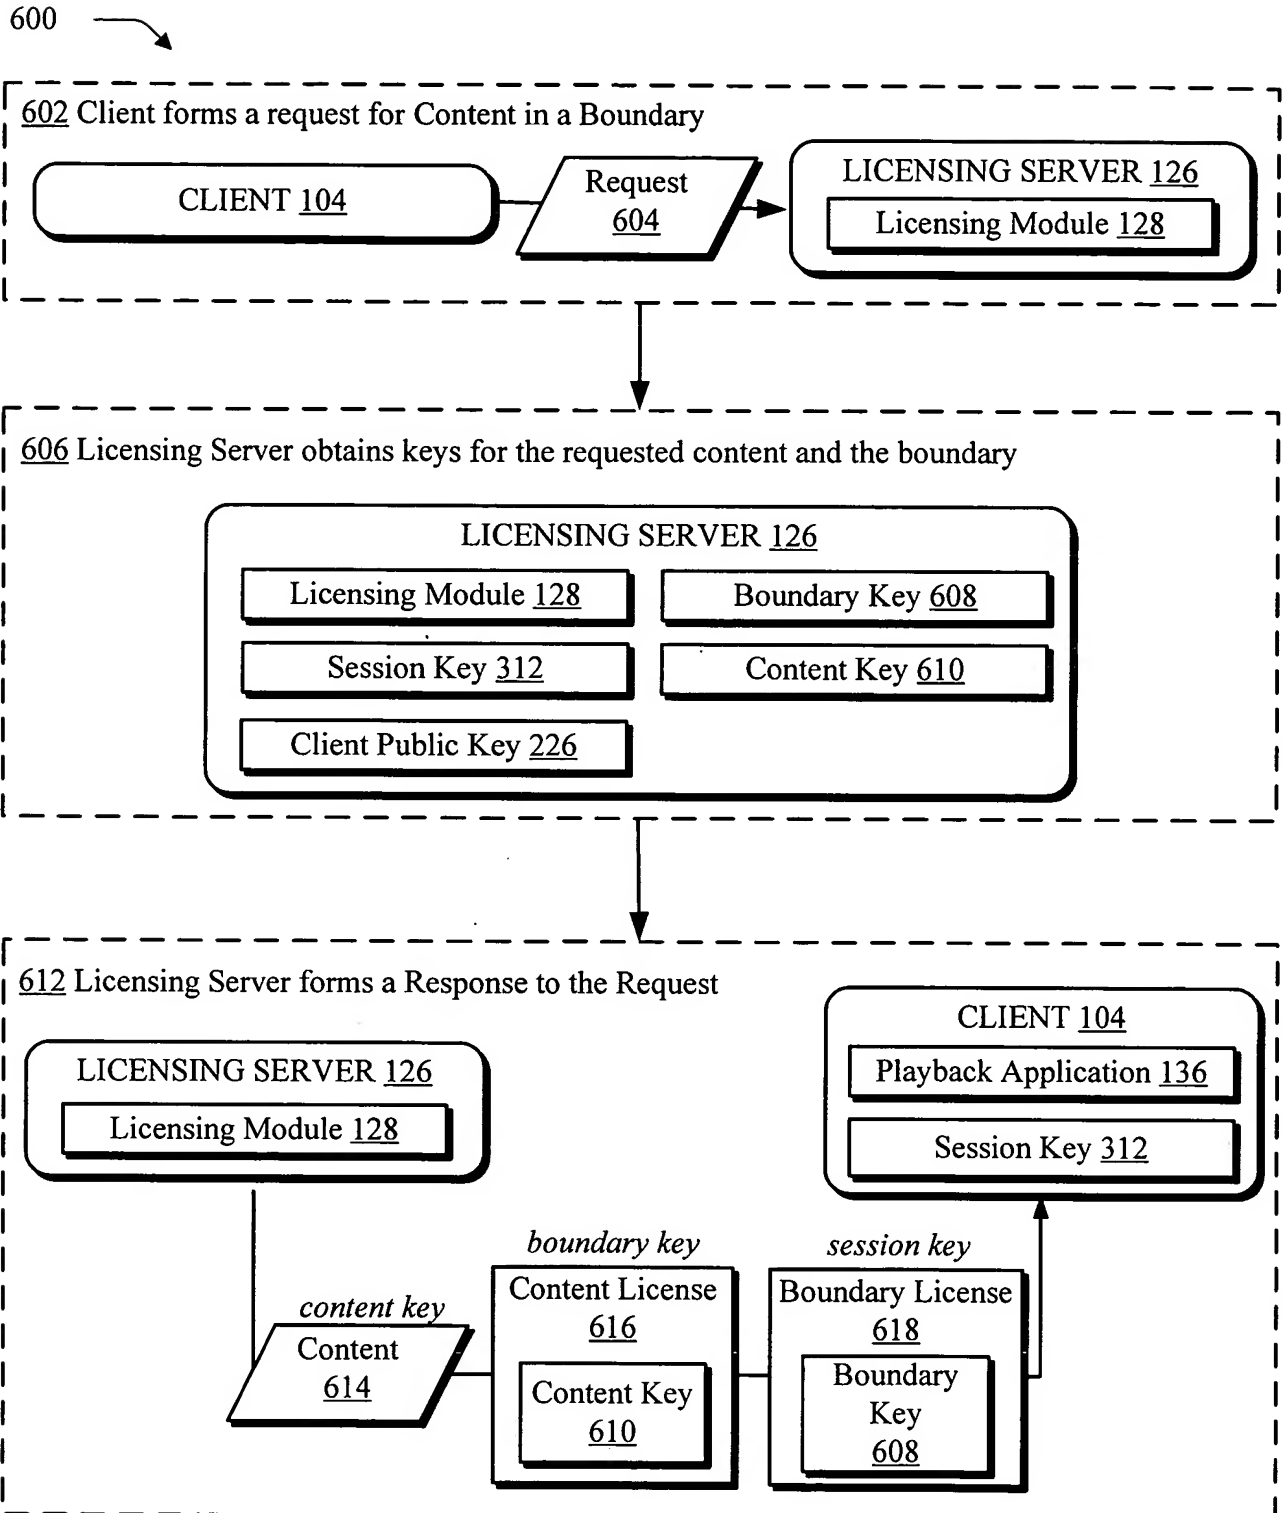 600
602 Client forms a request for Content in a Boundary
CLIENT 104
Request
604
LICENSING SERVER 126
Licensing Module 128
606 Licensing Server obtains keys for the requested content and the boundary
LICENSING SERVER 126
Licensing Module 128
Boundary Key 608
Session Key 312
Content Key 610
Client Public Key 226
612 Licensing Server forms a Response to the Request
LICENSING SERVER 126
Licensing Module 128
CLIENT 104
Playback Application 136
Session Key 312
content key
Content
614
boundary key
Content License
616
Content Key
610
session key
Boundary License
618
Boundary
Key
608